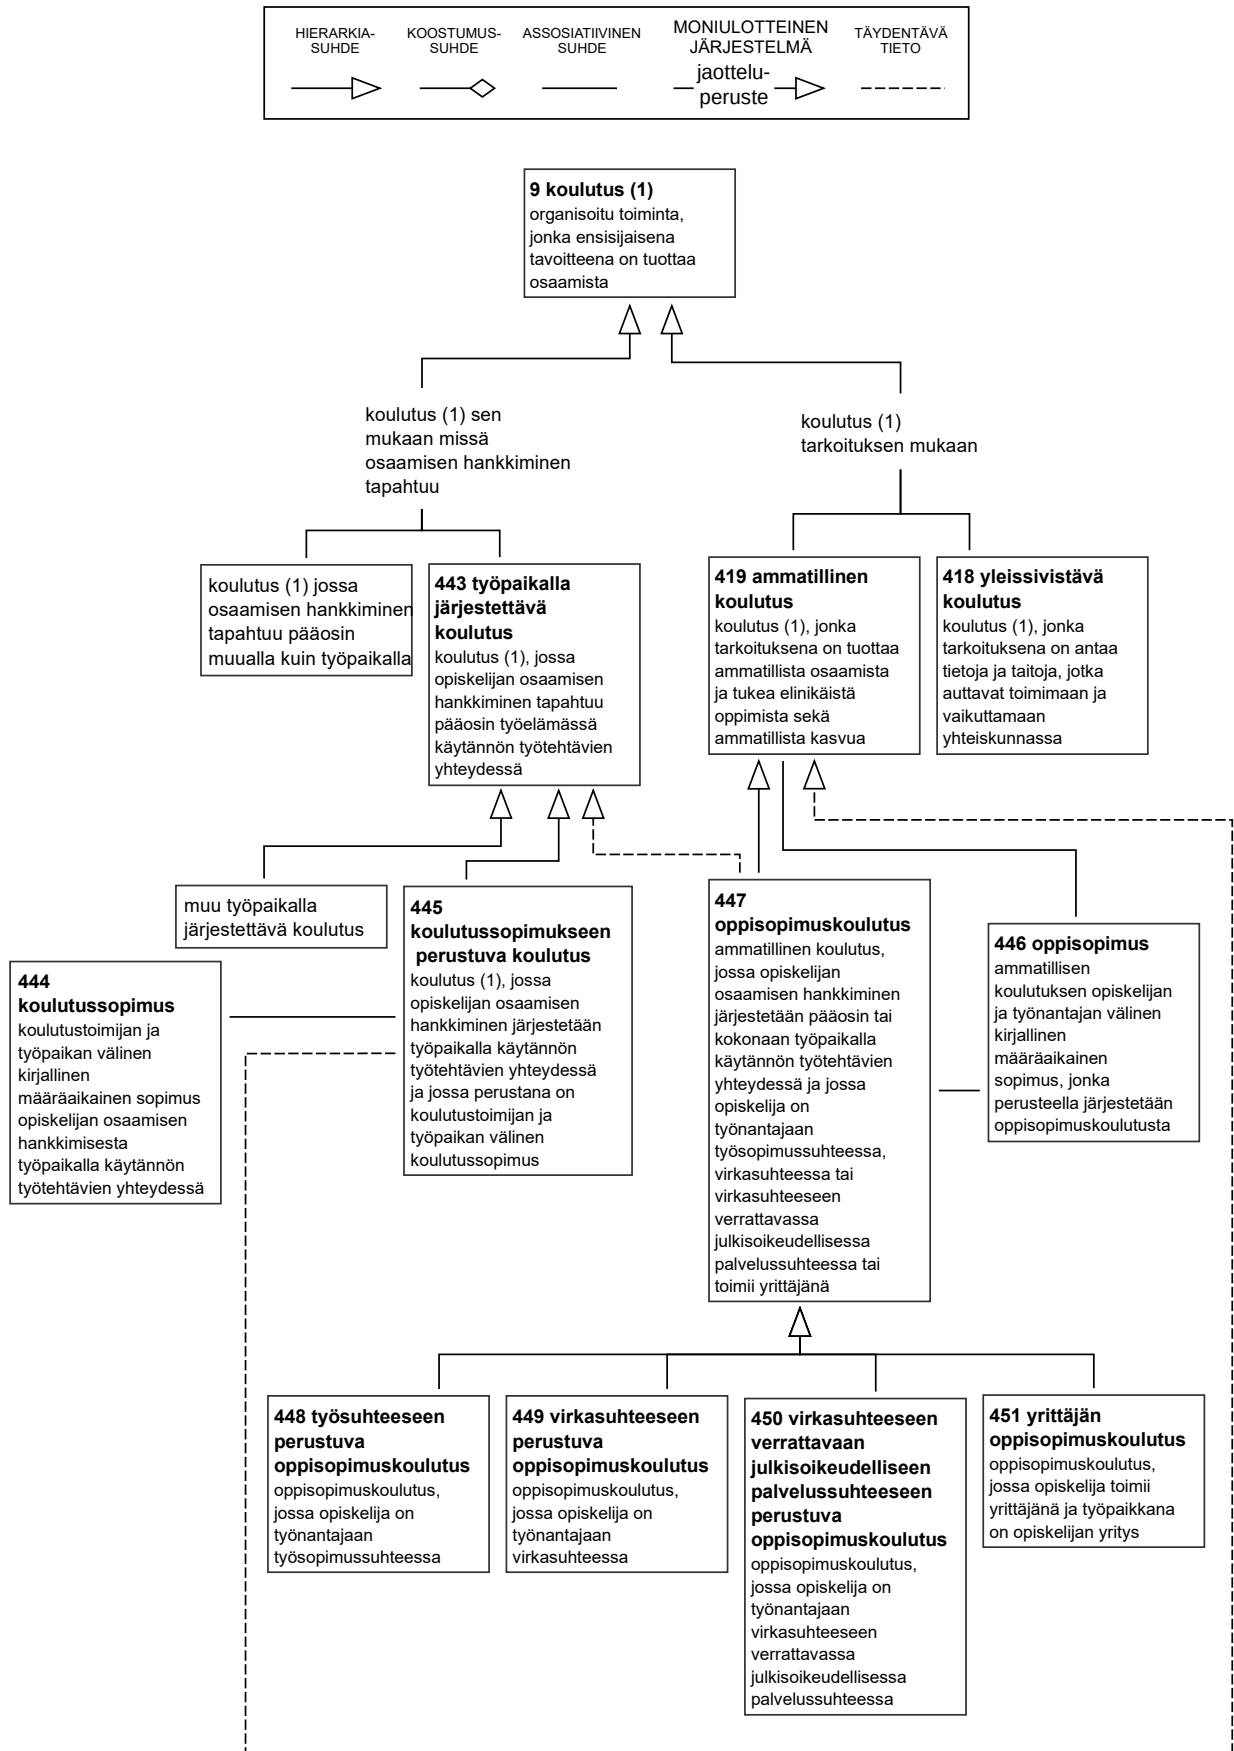 HIERARKIA-
SUHDE
KOOSTUMUS-
SUHDE
ASSOSIATIIVINEN
SUHDE
MONIULOTTEINEN
JÄRJESTELMÄ
jaottelu-
peruste
TÄYDENTÄVÄ
TIETO
9 koulutus (1)
organisoitu toiminta,
jonka ensisijaisena
tavoitteena on tuottaa
osaamista
koulutus (1) sen
mukaan missä
osaamisen hankkiminen
tapahtuu
koulutus (1)
tarkoituksen mukaan
koulutus (1) jossa
osaamisen hankkiminen
tapahtuu pääosin
muualla kuin työpaikalla
443 työpaikalla
järjestettävä
koulutus
koulutus (1), jossa
opiskelijan osaamisen
hankkiminen tapahtuu
pääosin työelämässä
käytännön työtehtävien
yhteydessä
419 ammatillinen
koulutus
koulutus (1), jonka
tarkoituksena on tuottaa
ammatillista osaamista
ja tukea elinikäistä
oppimista sekä
ammatillista kasvua
418 yleissivistävä
koulutus
koulutus (1), jonka
tarkoituksena on antaa
tietoja ja taitoja, jotka
auttavat toimimaan ja
vaikuttamaan
yhteiskunnassa
muu työpaikalla
järjestettävä koulutus
444
koulutussopimus
koulutustoimijan ja
työpaikan välinen
kirjallinen
määräaikainen sopimus
opiskelijan osaamisen
hankkimisesta
työpaikalla käytännön
työtehtävien yhteydessä
445
koulutussopimukseen
perustuva koulutus
koulutus (1), jossa
opiskelijan osaamisen
hankkiminen järjestetään
työpaikalla käytännön
työtehtävien yhteydessä
ja jossa perustana on
koulutustoimijan ja
työpaikan välinen
koulutussopimus
447
oppisopimuskoulutus
ammatillinen koulutus,
jossa opiskelijan
osaamisen hankkiminen
järjestetään pääosin tai
kokonaan työpaikalla
käytännön työtehtävien
yhteydessä ja jossa
opiskelija on
työnantajaan
työsopimussuhteessa,
virkasuhteessa tai
virkasuhteeseen
verrattavassa
julkisoikeudellisessa
palvelussuhteessa tai
toimii yrittäjänä
446 oppisopimus
ammatillisen
koulutuksen opiskelijan
ja työnantajan välinen
kirjallinen
määräaikainen
sopimus, jonka
perusteella järjestetään
oppisopimuskoulutusta
448 työsuhteeseen
perustuva
oppisopimuskoulutus
oppisopimuskoulutus,
jossa opiskelija on
työnantajaan
työsopimussuhteessa
449 virkasuhteeseen
perustuva
oppisopimuskoulutus
oppisopimuskoulutus,
jossa opiskelija on
työnantajaan
virkasuhteessa
450 virkasuhteeseen
verrattavaan
julkisoikeudelliseen
palvelussuhteeseen
perustuva
oppisopimuskoulutus
oppisopimuskoulutus,
jossa opiskelija on
työnantajaan
virkasuhteeseen
verrattavassa
julkisoikeudellisessa
palvelussuhteessa
451 yrittäjän
oppisopimuskoulutus
oppisopimuskoulutus,
jossa opiskelija toimii
yrittäjänä ja työpaikkana
on opiskelijan yritys